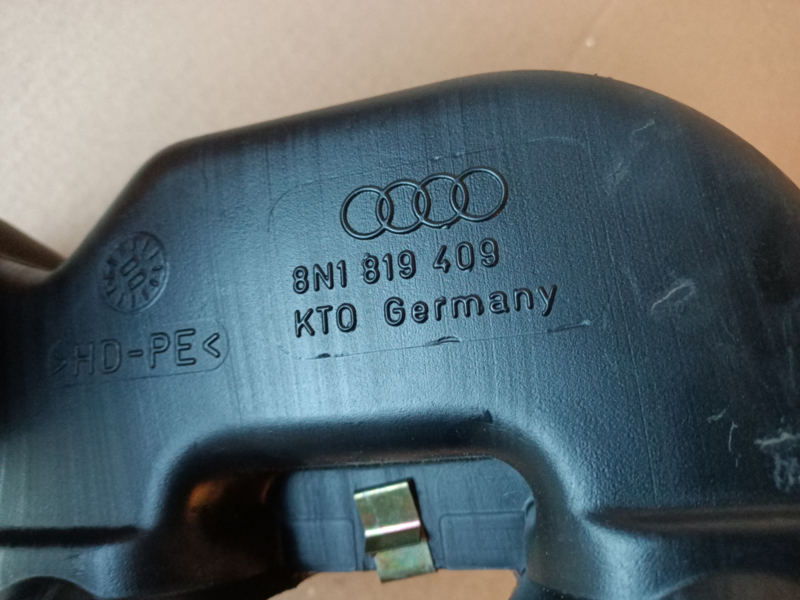 8N1 819 409
KTO Germany
>HD-PE<